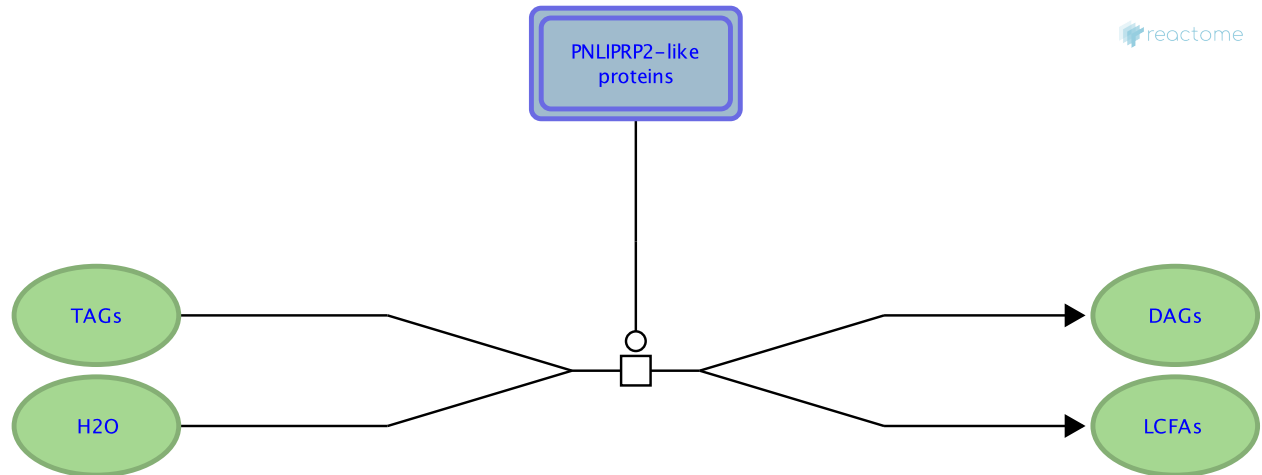 PNLIPRP2-like
proteins
reactome
TAGs
DAGs
H2O
LCFAs